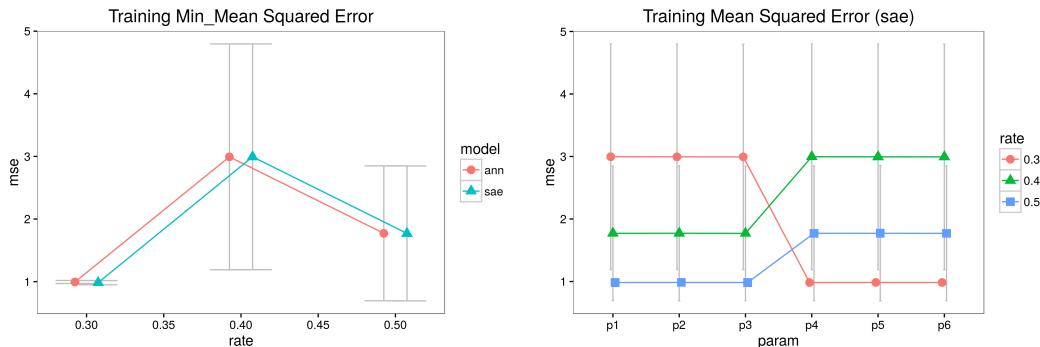 Training Min_Mean Squared Error
5
4
3
2
1
mse
0.30 0.35 0.40 0.45 0.50
rate
model
ann
sae
Training Mean Squared Error (sae)
5
4
3
2
1
mse
p1 p2 p3 p4 p5 p6
param
rate
0.3
0.4
0.5